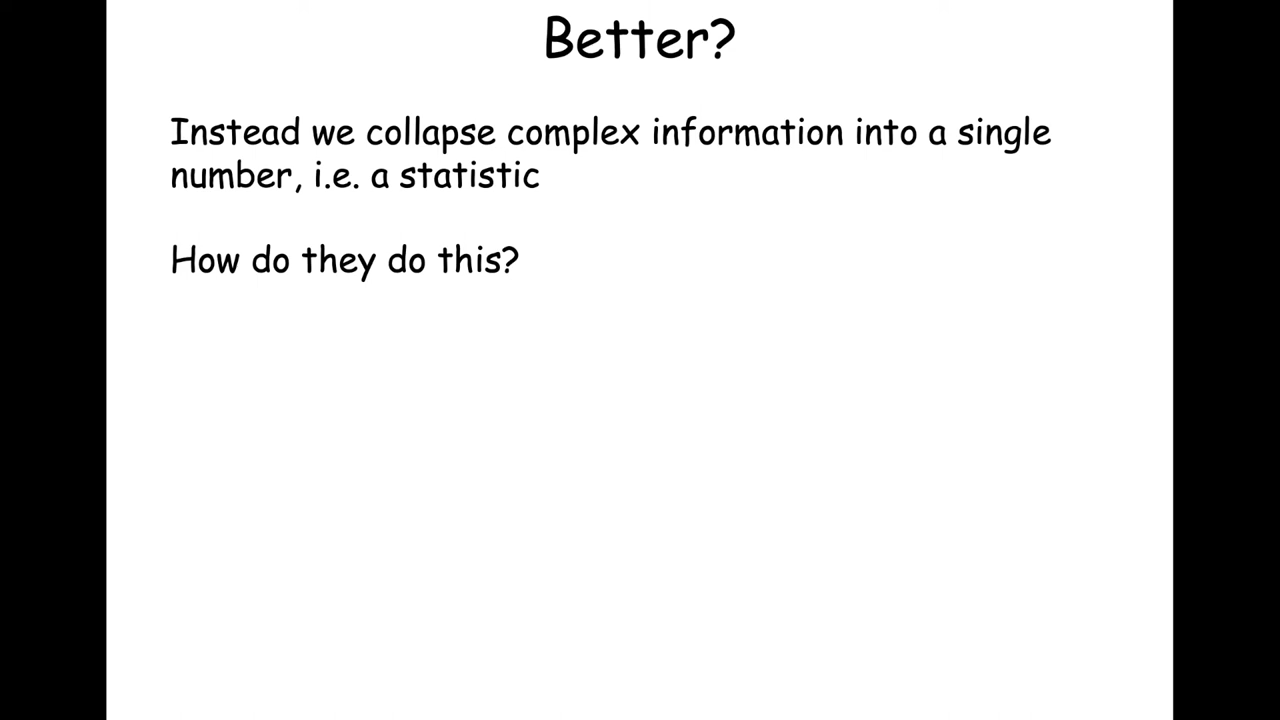 Better?
Instead we collapse complex information into a single
number, i.e. a statistic
How do they do this?